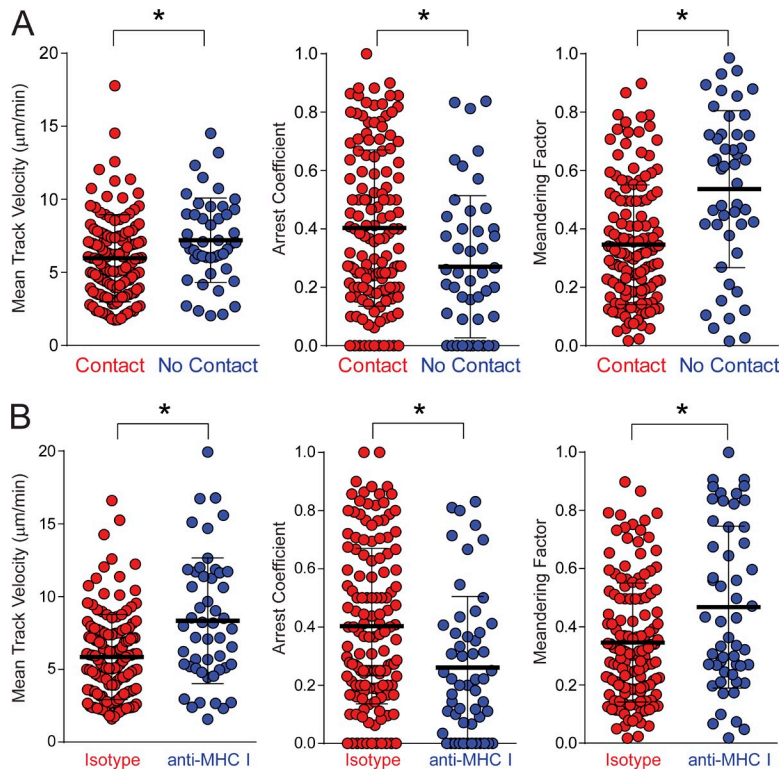 A
*
*
*
Mean Track Velocity (μm/min)
20
15
10
5
0
Contact
No Contact
Arrest Coefficient
1.0
0.8
0.6
0.4
0.2
0.0
Contact
No Contact
Meandering Factor
1.0
0.8
0.6
0.4
0.2
0.0
Contact
No Contact
B
*
*
*
Mean Track Velocity (μm/min)
20
15
10
5
0
Isotype
anti-MHC I
Arrest Coefficient
1.0
0.8
0.6
0.4
0.2
0.0
Isotype
anti-MHC I
Meandering Factor
1.0
0.8
0.6
0.4
0.2
0.0
Isotype
anti-MHC I